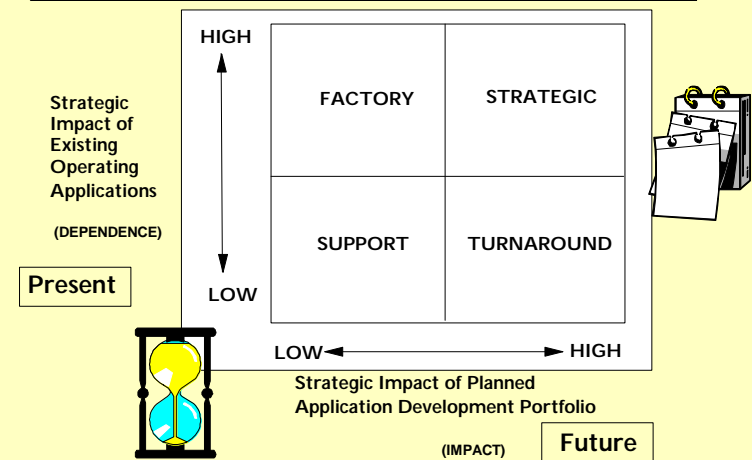 HIGH
FACTORY
STRATEGIC
Strategic
Impact of
Existing
Operating
Applications
(DEPENDENCE)
SUPPORT
TURNAROUND
Present
LOW
LOW
HIGH
Strategic Impact of Planned
Application Development Portfolio
(IMPACT)
Future